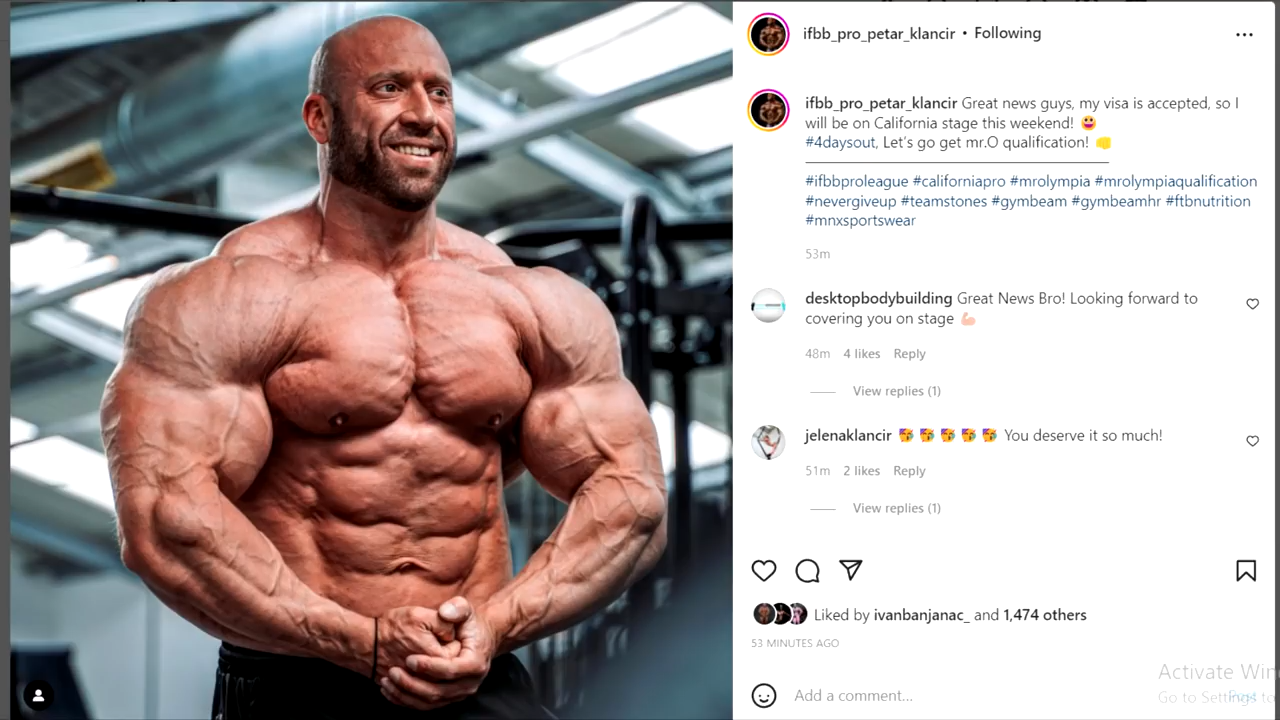 ifbb_pro_petar_klancir • Following
ifbb_pro_petar_klancir Great news guys, my visa is accepted, so I
will be on California stage this weekend! 😃
#4daysout, Let's go get mr.O qualification! 👊
#ifbbproleague #californiapro #mrolympia #mrolympiaqualification
#nevergiveup #teamstones #gymbeam #gymbeamhr #ftbnutrition
#mnxsportswear
53m
desktopbodybuilding Great News Bro! Looking forward to
covering you on stage 💪🏻
48m 4 likes Reply
View replies (1)
jelenaklancir 🥳🥳🥳🥳🥳 You deserve it so much!
51m 2 likes Reply
View replies (1)
Liked by ivanbanjanac_ and 1,474 others
53 MINUTES AGO
Activate Win
Add a comment...
Go to Settings to
Post